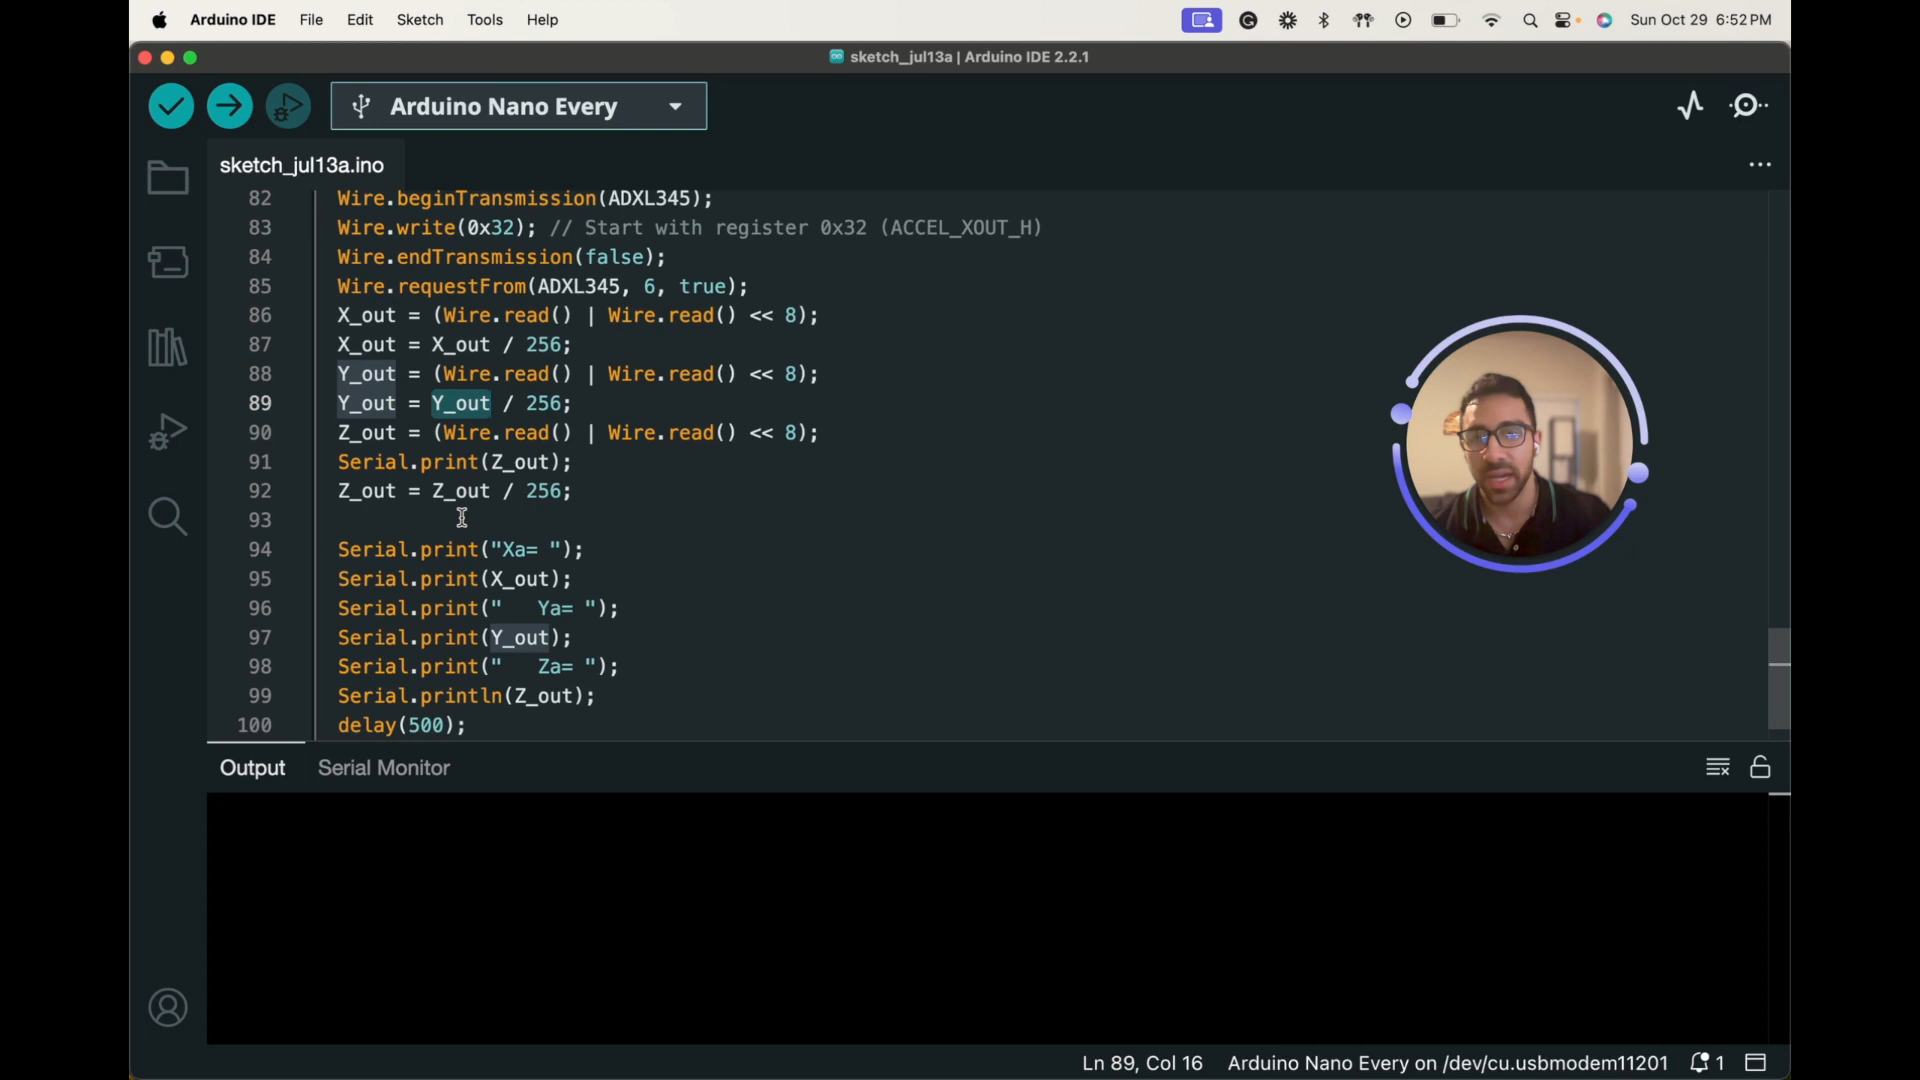 Arduino IDE File Edit Sketch Tools Help Sun Oct 29 6:52 PM
sketch_jul13a | Arduino IDE 2.2.1
Arduino Nano Every
sketch_jul13a.ino
82 Wire.beginTransmission(ADXL345);
83 Wire.write(0x32); // Start with register 0x32 (ACCEL_XOUT_H)
84 Wire.endTransmission(false);
85 Wire.requestFrom(ADXL345, 6, true);
86 X_out = (Wire.read() | Wire.read() << 8);
87 X_out = X_out / 256;
88 Y_out = (Wire.read() | Wire.read() << 8);
89 Y_out = Y_out / 256;
90 Z_out = (Wire.read() | Wire.read() << 8);
91 Serial.print(Z_out);
92 Z_out = Z_out / 256;
93
94 Serial.print("Xa= ");
95 Serial.print(X_out);
96 Serial.print("   Ya= ");
97 Serial.print(Y_out);
98 Serial.print("   Za= ");
99 Serial.println(Z_out);
100 delay(500);
Output Serial Monitor
Ln 89, Col 16 Arduino Nano Every on /dev/cu.usbmodem11201 1